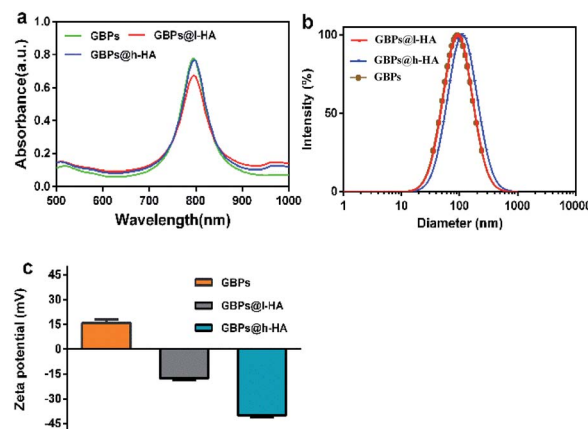 a
GBPs
GBPs@l-HA
GBPs@h-HA
Absorbance(a.u.)
1.0
0.8
0.6
0.4
0.2
0.0
500 600 700 800 900 1000
Wavelength(nm)
b
GBPs@l-HA
GBPs@h-HA
GBPs
Intensity (%)
100
50
0
1 10 100 1000 10000
Diameter (nm)
c
GBPs
GBPs@l-HA
GBPs@h-HA
Zeta potential (mV)
45
30
15
0
-15
-30
-45